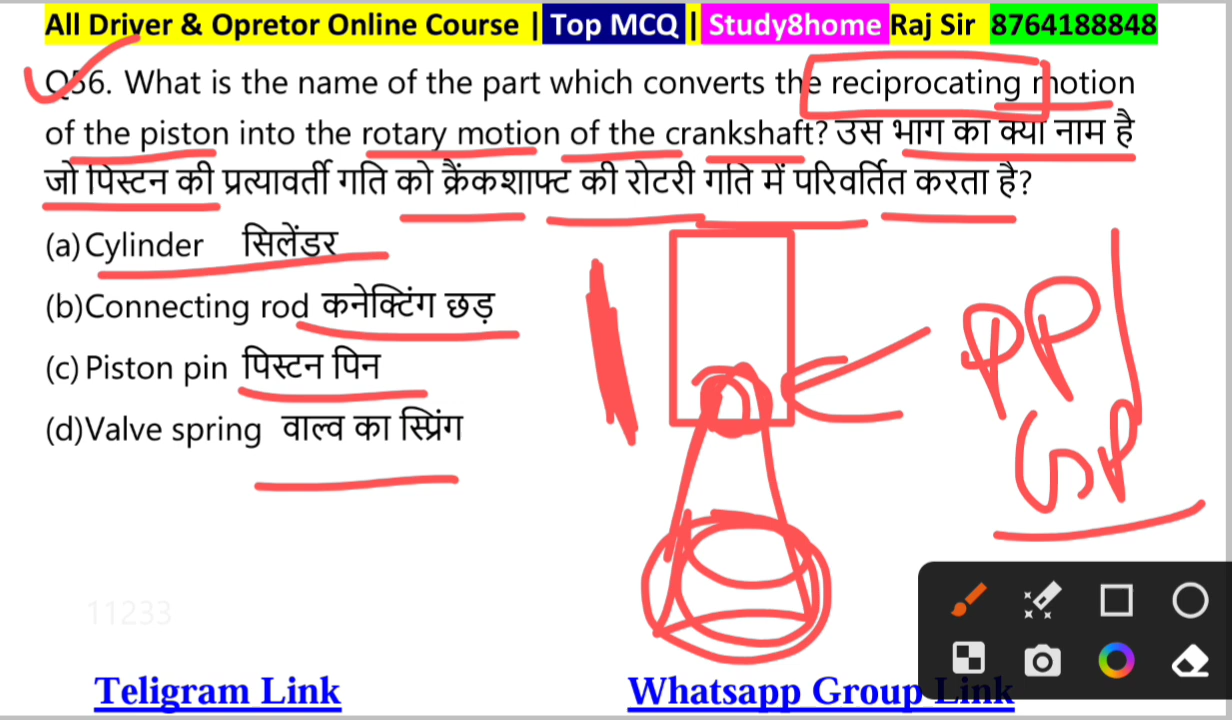 All Driver & Opretor Online Course | Top MCQ | Study8home Raj Sir 8764188848
Q56. What is the name of the part which converts the reciprocating motion
of the piston into the rotary motion of the crankshaft? उस भाग का क्या नाम है
जो पिस्टन की प्रत्यावर्ती गति को क्रैंकशाफ्ट की रोटरी गति में परिवर्तित करता है?
(a) Cylinder सिलेंडर
(b) Connecting rod कनेक्टिंग छड़
(c) Piston pin पिस्टन पिन
(d) Valve spring वाल्व का स्प्रिंग
PP
GP
11233
Teligram Link Whatsapp Group Link